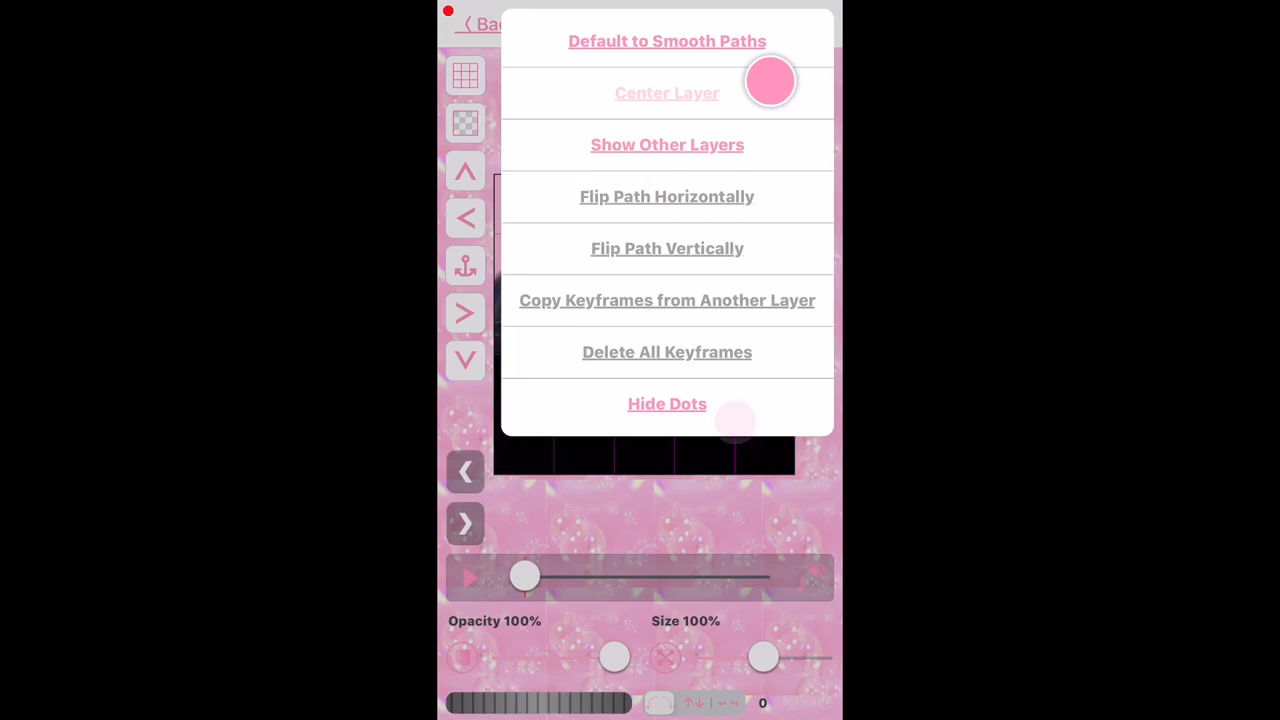 Bac
Default to Smooth Paths
Center Layer
Show Other Layers
Flip Path Horizontally
Flip Path Vertically
Copy Keyframes from Another Layer
Delete All Keyframes
Hide Dots
Opacity 100%
Size 100%
0